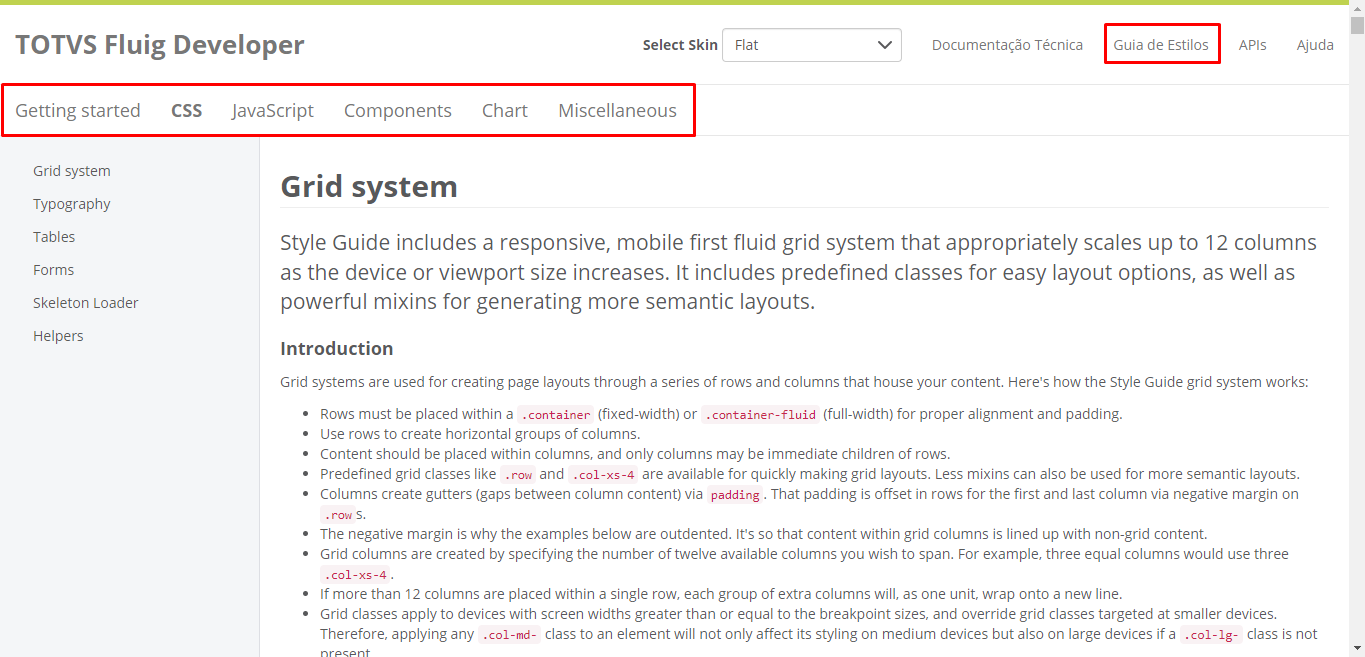 TOTVS Fluig Developer
Select Skin Flat Documentação Técnica Guia de Estilos APIs Ajuda
Getting started CSS JavaScript Components Chart Miscellaneous
Grid system
Typography
Tables
Forms
Skeleton Loader
Helpers
Grid system
Style Guide includes a responsive, mobile first fluid grid system that appropriately scales up to 12 columns
as the device or viewport size increases. It includes predefined classes for easy layout options, as well as
powerful mixins for generating more semantic layouts.
Introduction
Grid systems are used for creating page layouts through a series of rows and columns that house your content. Here's how the Style Guide grid system works:
• Rows must be placed within a .container (fixed-width) or .container-fluid (full-width) for proper alignment and padding.
• Use rows to create horizontal groups of columns.
• Content should be placed within columns, and only columns may be immediate children of rows.
• Predefined grid classes like .row and .col-xs-4 are available for quickly making grid layouts. Less mixins can also be used for more semantic layouts.
• Columns create gutters (gaps between column content) via padding. That padding is offset in rows for the first and last column via negative margin on
.row s.
• The negative margin is why the examples below are outdented. It's so that content within grid columns is lined up with non-grid content.
• Grid columns are created by specifying the number of twelve available columns you wish to span. For example, three equal columns would use three
.col-xs-4.
• If more than 12 columns are placed within a single row, each group of extra columns will, as one unit, wrap onto a new line.
• Grid classes apply to devices with screen widths greater than or equal to the breakpoint sizes, and override grid classes targeted at smaller devices.
Therefore, applying any .col-md- class to an element will not only affect its styling on medium devices but also on large devices if a .col-lg- class is not
present.